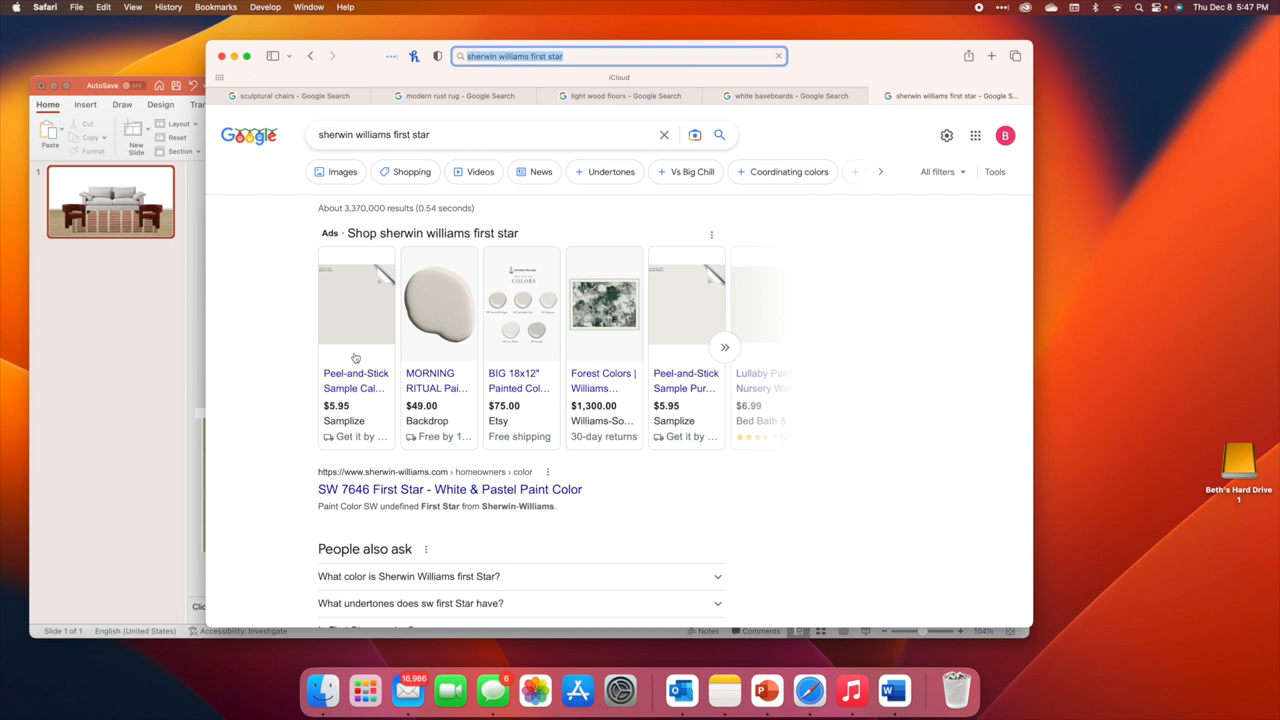 Safari File Edit View History Bookmarks Develop Window Help
Thu Dec 8 5:47 PM
sherwin williams first star
AutoSave
iCloud
sculptural chairs - Google Search
modern rust rug - Google Search
light wood floors - Google Search
white baseboards - Google Search
sherwin williams first star - Google S...
Home Insert Draw Design
Paste
Cut
Copy
Format
New
Slide
Layout
Reset
Section
1
Google
sherwin williams first star
B
Images Shopping Videos News Undertones Vs Big Chill Coordinating colors
All filters Tools
About 3,370,000 results (0.54 seconds)
Ads · Shop sherwin williams first star
COLORS
Peel-and-Stick
Sample Cal...
$5.95
Samplize
Get it by ...
MORNING
RITUAL Pai...
$49.00
Backdrop
Free by 1...
BIG 18x12"
Painted Col...
$75.00
Etsy
Free shipping
Forest Colors |
Williams...
$1,300.00
Williams-So...
30-day returns
Peel-and-Stick
Sample Pur...
$5.95
Samplize
Get it by ...
Lullaby Pain
Nursery Wal
$6.99
Bed Bath &
https://www.sherwin-williams.com › homeowners › color
SW 7646 First Star - White & Pastel Paint Color
Paint Color SW undefined First Star from Sherwin-Williams.
People also ask
What color is Sherwin Williams first Star?
What undertones does sw first Star have?
Beth's Hard Drive
1
Clic
Slide 1 of 1 English (United States) Accessibility: Investigate
Notes Comments 104%
16,986
6